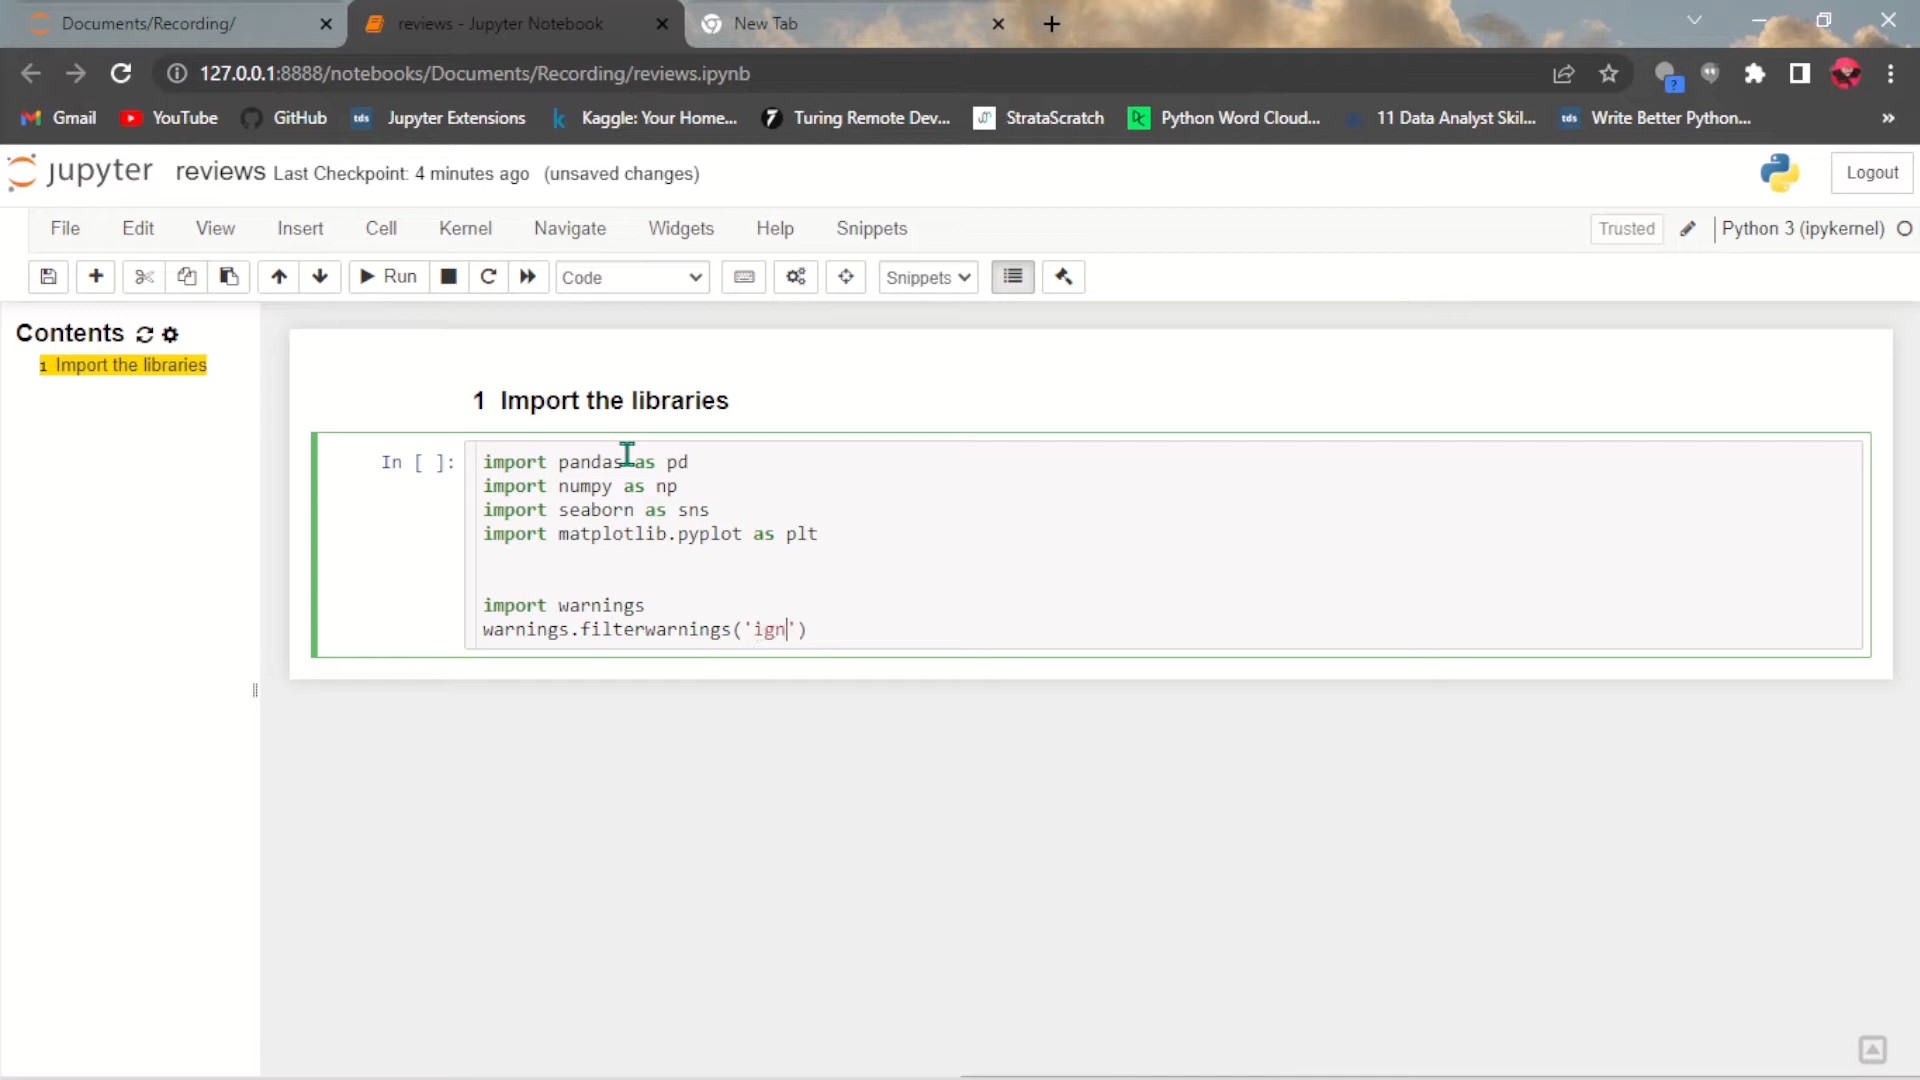 Documents/Recording/
reviews - Jupyter Notebook
New Tab
127.0.0.1:8888/notebooks/Documents/Recording/reviews.ipynb
Gmail YouTube GitHub tds Jupyter Extensions k Kaggle: Your Home... Turing Remote Dev... StrataScratch Python Word Cloud... 11 Data Analyst Skil... tds Write Better Python... »
jupyter reviews Last Checkpoint: 4 minutes ago (unsaved changes) Logout
File Edit View Insert Cell Kernel Navigate Widgets Help Snippets Trusted Python 3 (ipykernel)
Run Code Snippets
Contents
1 Import the libraries
1 Import the libraries
In [ ]:
import pandas as pd
import numpy as np
import seaborn as sns
import matplotlib.pyplot as plt
import warnings
warnings.filterwarnings('ign')